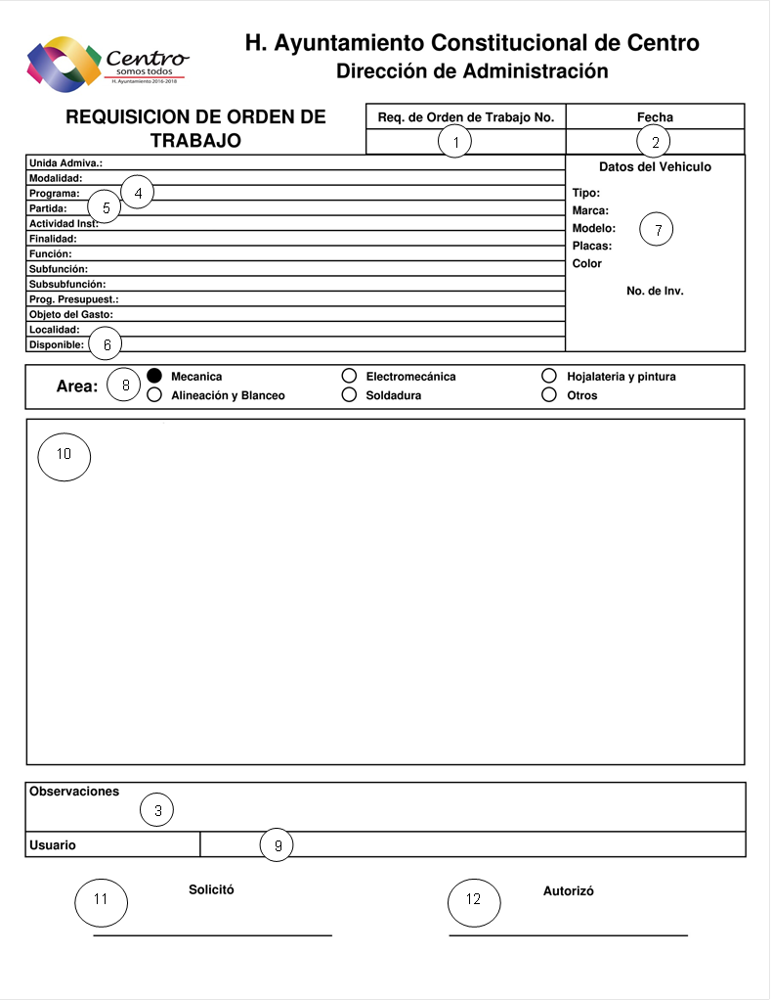 H. Ayuntamiento Constitucional de Centro
Dirección de Administración
Centro
somos todos
H. Ayuntamiento 2016-2018
REQUISICION DE ORDEN DE
TRABAJO
Req. de Orden de Trabajo No.
Fecha
1
2
Unida Admiva.:
Modalidad:
Programa:
4
Partida:
5
Actividad Inst:
Finalidad:
Función:
Subfunción:
Subsubfunción:
Prog. Presupuest.:
Objeto del Gasto:
Localidad:
Disponible:
6
Datos del Vehiculo
Tipo:
Marca:
Modelo:
7
Placas:
Color
No. de Inv.
Area:
8
Mecanica
Electromecánica
Hojalateria y pintura
Alineación y Blanceo
Soldadura
Otros
10
Observaciones
3
Usuario
9
11
Solicitó
12
Autorizó